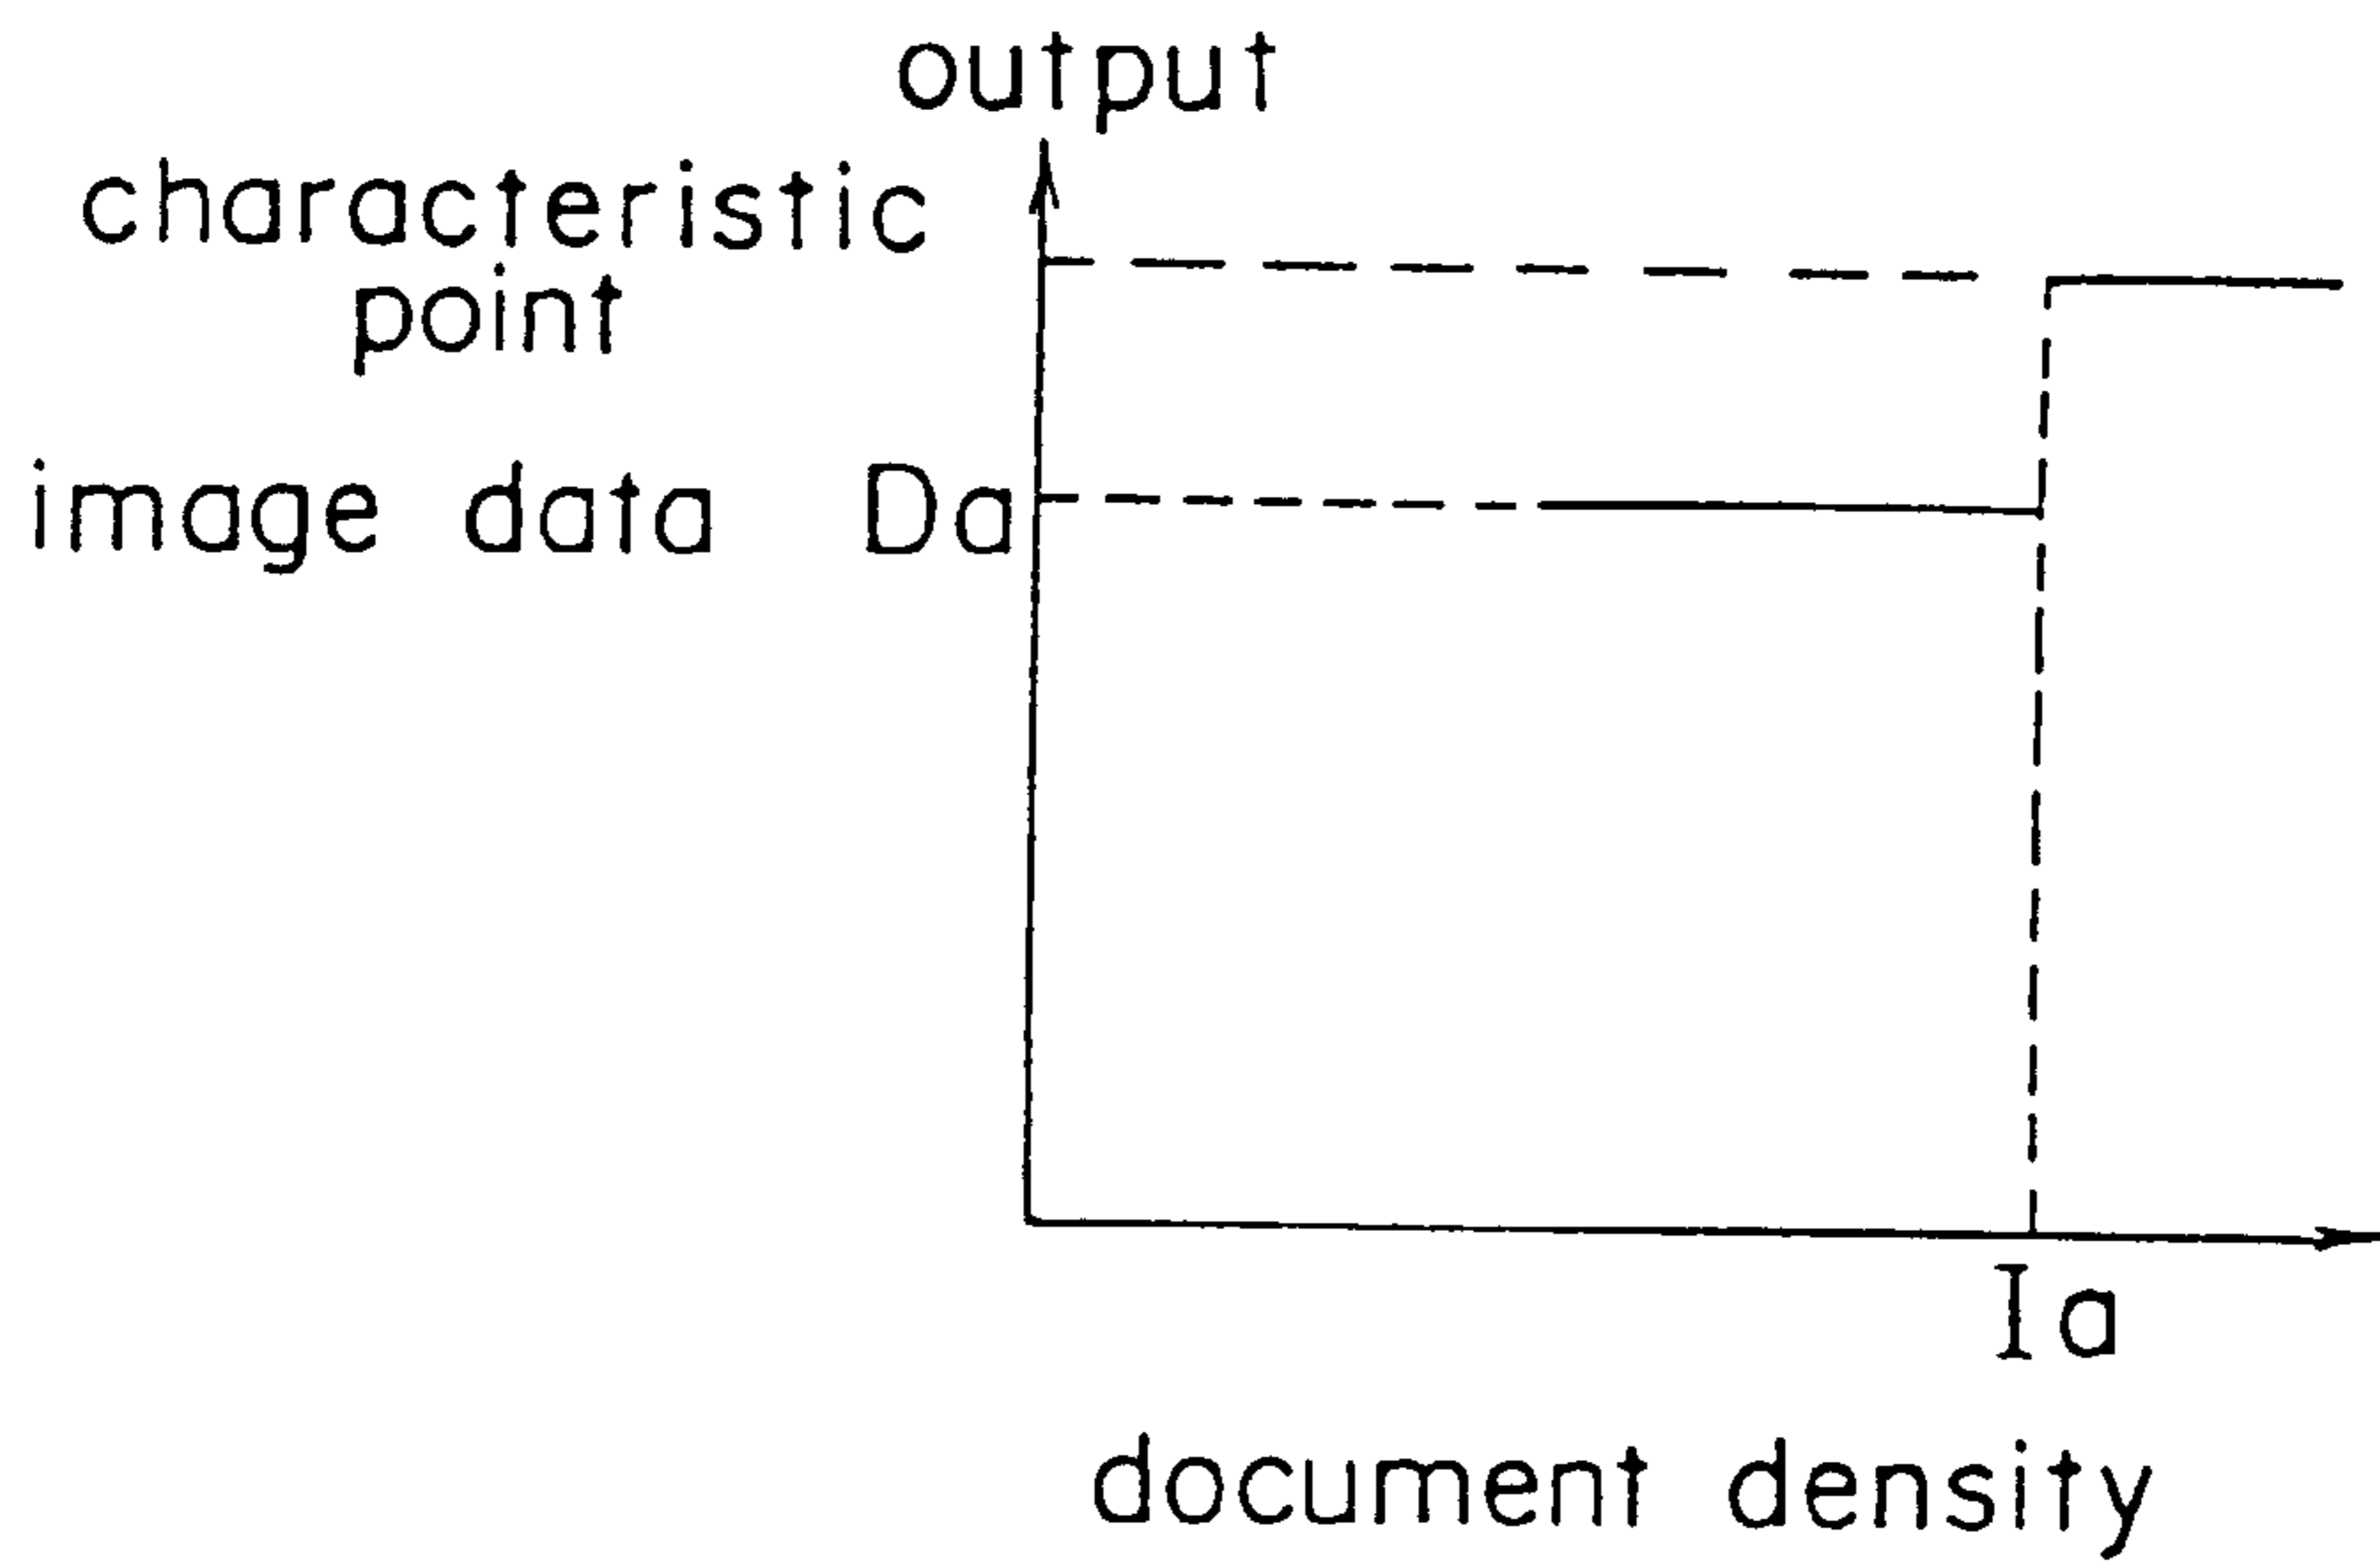 output
characteristic
point
image data Da
Ia
document density